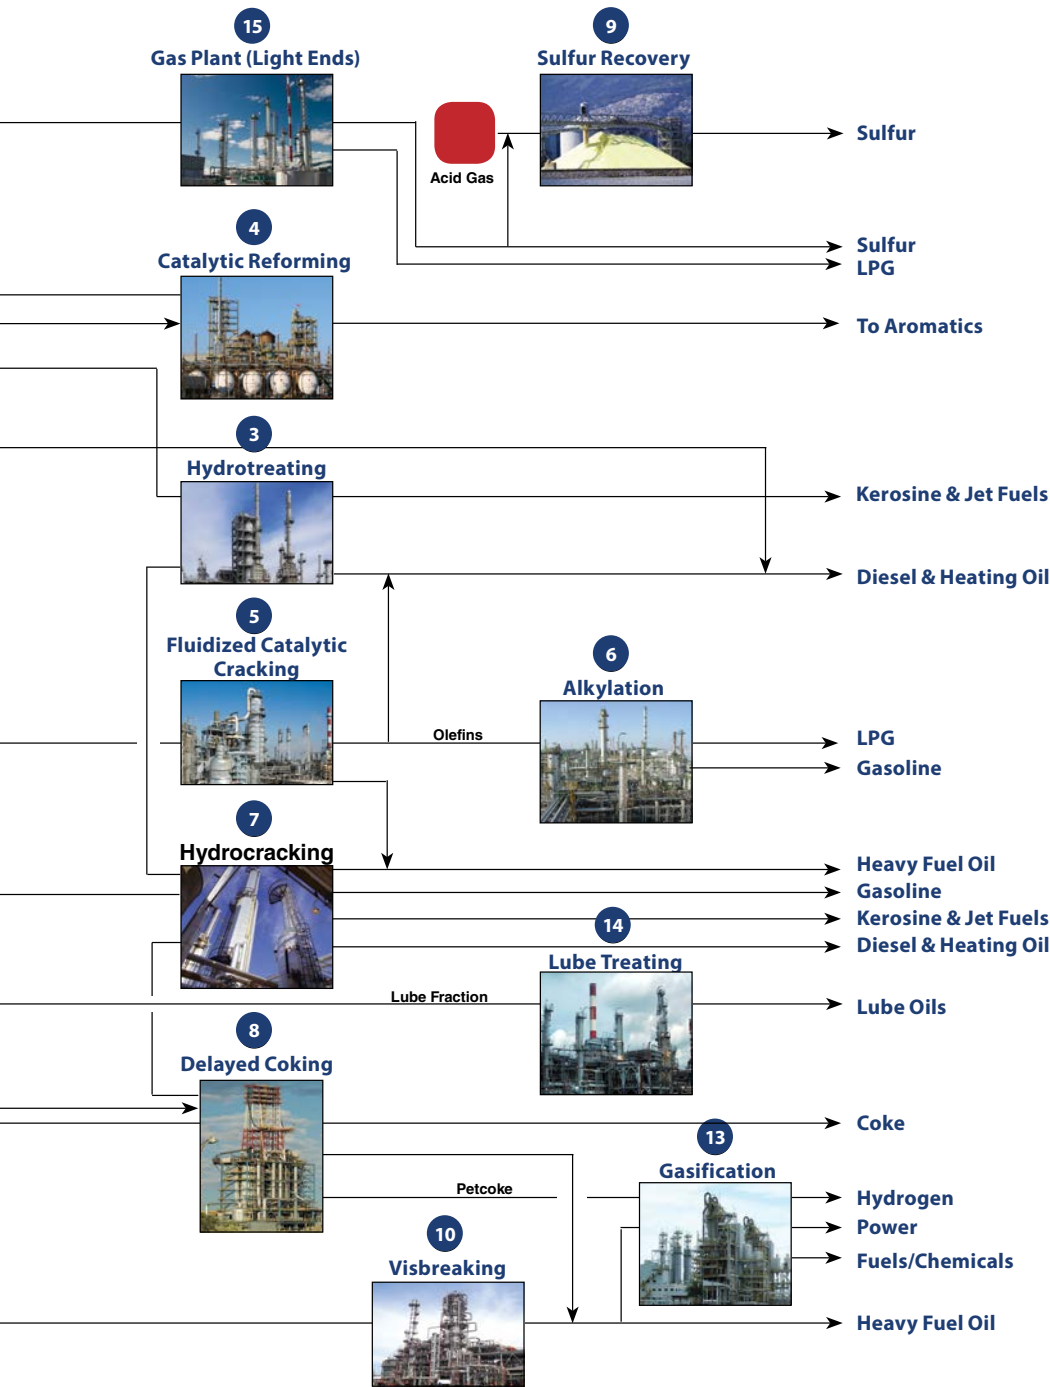 15
9
Gas Plant (Light Ends)
Sulfur Recovery
Acid Gas
Sulfur
4
Catalytic Reforming
Sulfur
LPG
To Aromatics
3
Hydrotreating
Kerosine & Jet Fuels
Diesel & Heating Oil
5
Fluidized Catalytic
Cracking
6
Alkylation
Olefins
LPG
Gasoline
7
Hydrocracking
Heavy Fuel Oil
Gasoline
Kerosine & Jet Fuels
14
Diesel & Heating Oil
Lube Treating
Lube Fraction
Lube Oils
8
Delayed Coking
Coke
13
Gasification
Petcoke
Hydrogen
Power
10
Visbreaking
Fuels/Chemicals
Heavy Fuel Oil